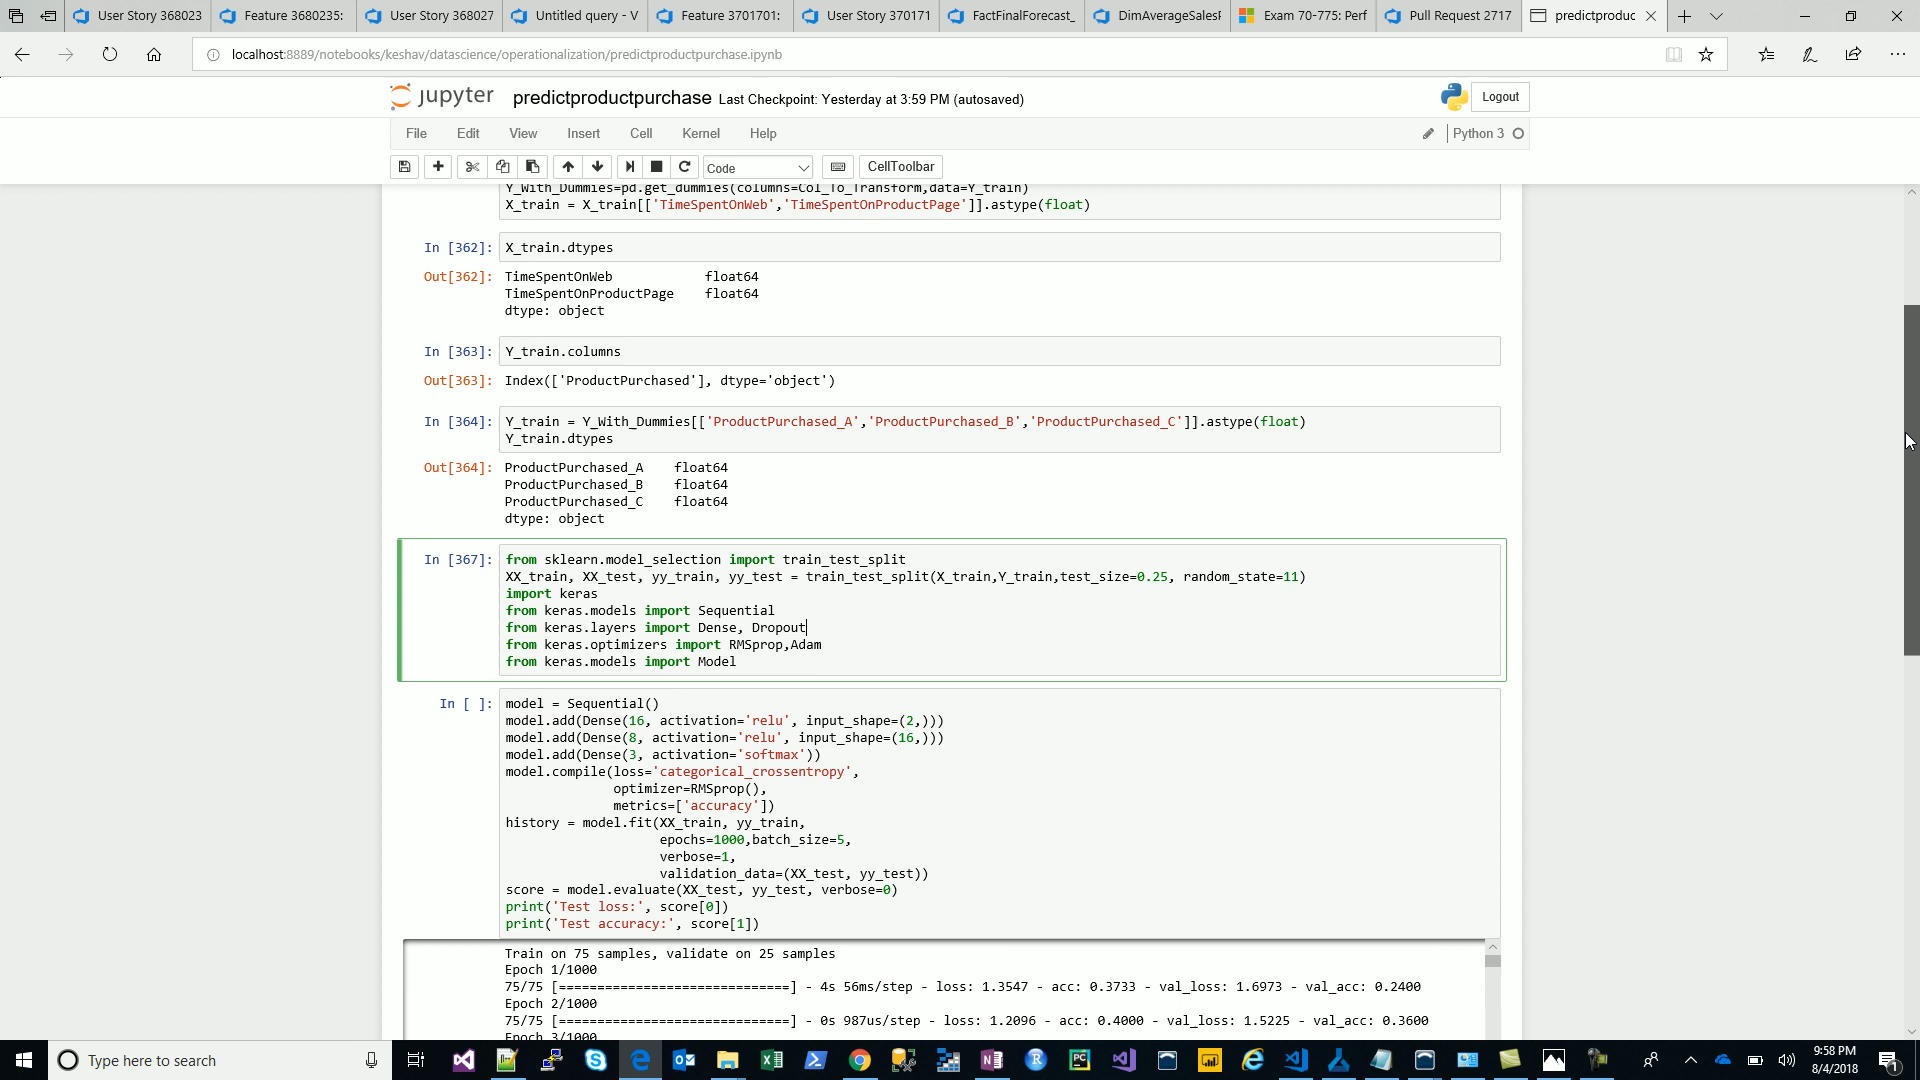 User Story 368023
Feature 3680235:
User Story 368027
Untitled query - V
Feature 3701701:
User Story 370171
FactFinalForecast_
DimAverageSalesF
Exam 70-775: Perf
Pull Request 2717
predictproduc
localhost:8889/notebooks/keshav/datascience/operationalization/predictproductpurchase.ipynb
jupyter predictproductpurchase Last Checkpoint: Yesterday at 3:59 PM (autosaved)
Logout
File Edit View Insert Cell Kernel Help
Python 3
Code
CellToolbar
Y_With_Dummies=pd.get_dummies(columns=Col_To_Transform,data=Y_train)
X_train = X_train[['TimeSpentOnWeb','TimeSpentOnProductPage']].astype(float)
In [362]: X_train.dtypes
Out[362]: TimeSpentOnWeb float64
TimeSpentOnProductPage float64
dtype: object
In [363]: Y_train.columns
Out[363]: Index(['ProductPurchased'], dtype='object')
In [364]: Y_train = Y_With_Dummies[['ProductPurchased_A','ProductPurchased_B','ProductPurchased_C']].astype(float)
Y_train.dtypes
Out[364]: ProductPurchased_A float64
ProductPurchased_B float64
ProductPurchased_C float64
dtype: object
In [367]: from sklearn.model_selection import train_test_split
XX_train, XX_test, yy_train, yy_test = train_test_split(X_train,Y_train,test_size=0.25, random_state=11)
import keras
from keras.models import Sequential
from keras.layers import Dense, Dropout
from keras.optimizers import RMSprop,Adam
from keras.models import Model
In [ ]: model = Sequential()
model.add(Dense(16, activation='relu', input_shape=(2,)))
model.add(Dense(8, activation='relu', input_shape=(16,)))
model.add(Dense(3, activation='softmax'))
model.compile(loss='categorical_crossentropy',
optimizer=RMSprop(),
metrics=['accuracy'])
history = model.fit(XX_train, yy_train,
epochs=1000,batch_size=5,
verbose=1,
validation_data=(XX_test, yy_test))
score = model.evaluate(XX_test, yy_test, verbose=0)
print('Test loss:', score[0])
print('Test accuracy:', score[1])
Train on 75 samples, validate on 25 samples
Epoch 1/1000
75/75 [==============================] - 4s 56ms/step - loss: 1.3547 - acc: 0.3733 - val_loss: 1.6973 - val_acc: 0.2400
Epoch 2/1000
75/75 [==============================] - 0s 987us/step - loss: 1.2096 - acc: 0.4000 - val_loss: 1.5225 - val_acc: 0.3600
Epoch 3/1000
Type here to search
9:58 PM
8/4/2018